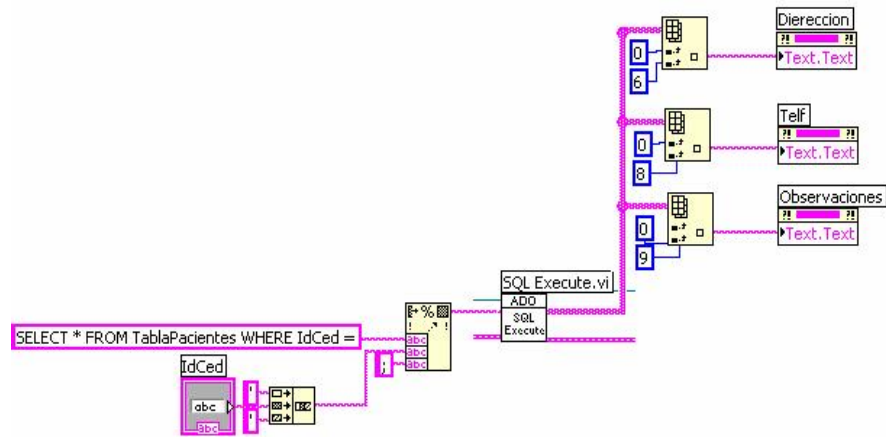 Diereccion
?! ?!
Text.Text
0
6
Telf
?! ?!
Text.Text
0
8
Observaciones
?! ?!
Text.Text
0
9
SQL Execute.vi
ADO
SQL
Execute
%
abc
abc
abc
SELECT * FROM TablaPacientes WHERE IdCed =
;
IdCed
abc
abc
'
'